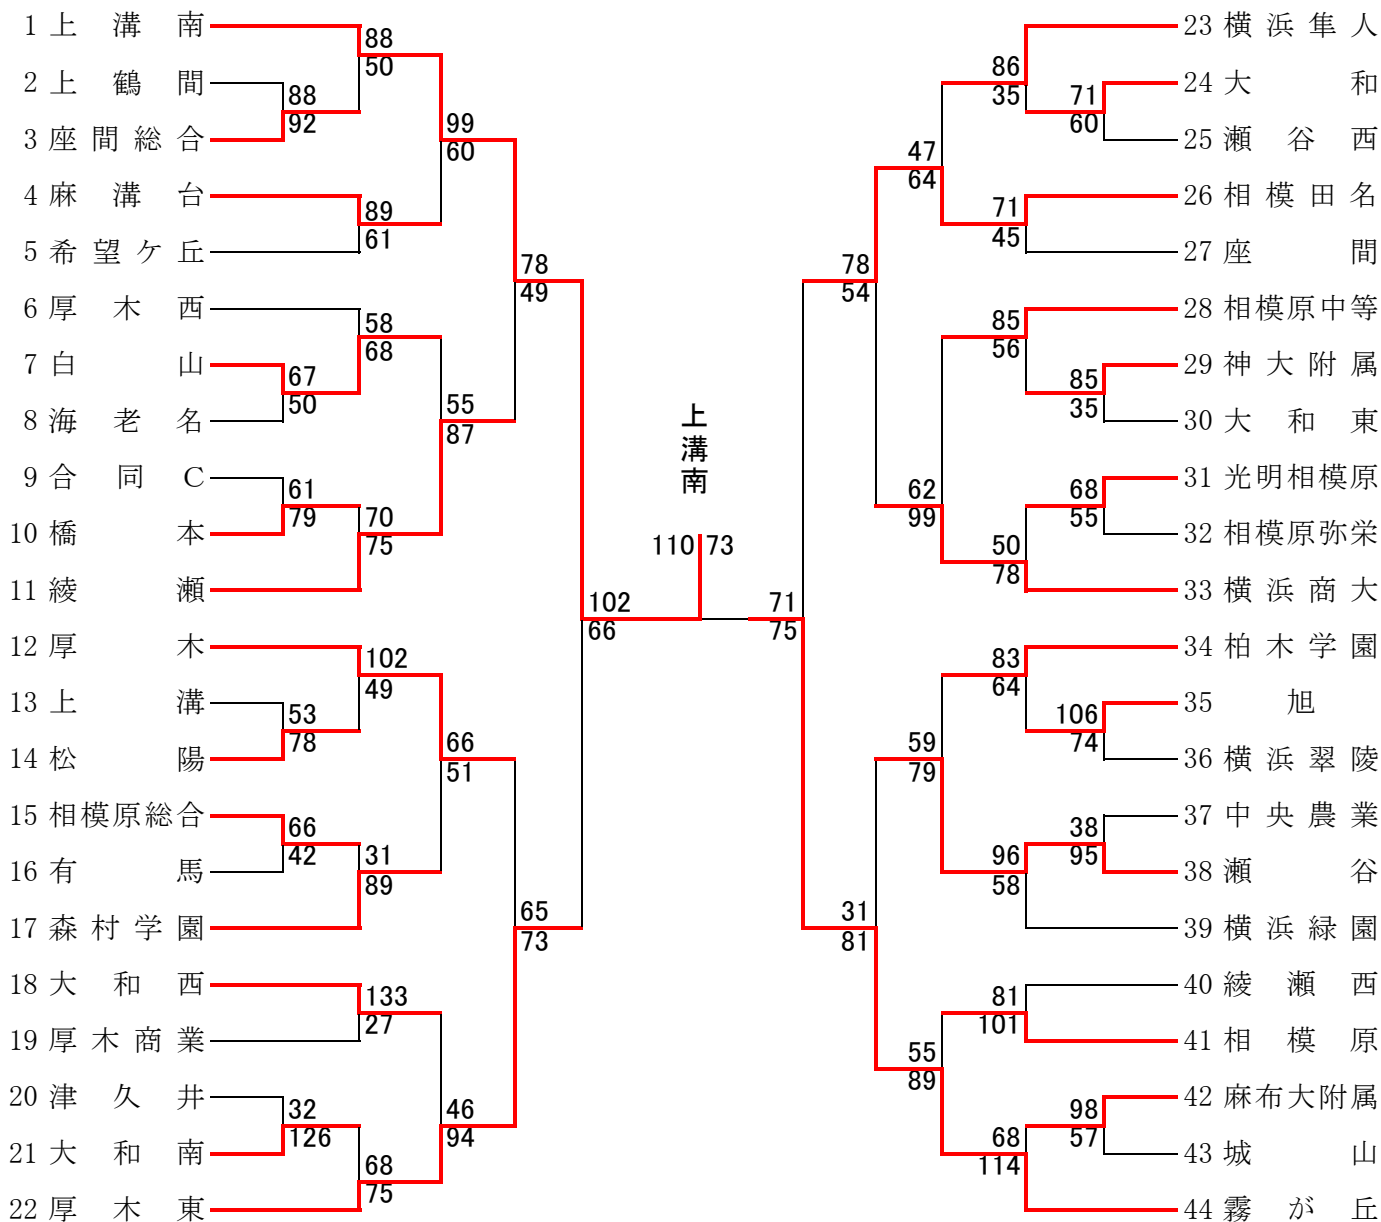 1 上溝南
2 上鶴間
3 座間総合
4 麻溝台
5 希望ケ丘
6 厚木西
7 白山
8 海老名
9 合同C
10 橋本
11 綾瀬
12 厚木
13 上溝
14 松陽
15 相模原総合
16 有馬
17 森村学園
18 大和西
19 厚木商業
20 津久井
21 大和南
22 厚木東
88
50
88
92
99
60
89
61
78
49
58
68
67
50
55
87
61
79
70
75
102
66
102
49
53
78
66
51
66
42
31
89
65
73
133
27
46
94
32
126
68
75
上溝南
110 73
71
75
86
35
71
60
47
64
71
45
78
54
85
56
85
35
62
99
68
55
50
78
83
64
106
74
59
79
38
95
96
58
31
81
81
101
55
89
98
57
68
114
23 横浜隼人
24 大和
25 瀬谷西
26 相模田名
27 座間
28 相模原中等
29 神大附属
30 大和東
31 光明相模原
32 相模原弥栄
33 横浜商大
34 柏木学園
35 旭
36 横浜翠陵
37 中央農業
38 瀬谷
39 横浜緑園
40 綾瀬西
41 相模原
42 麻布大附属
43 城山
44 霧が丘